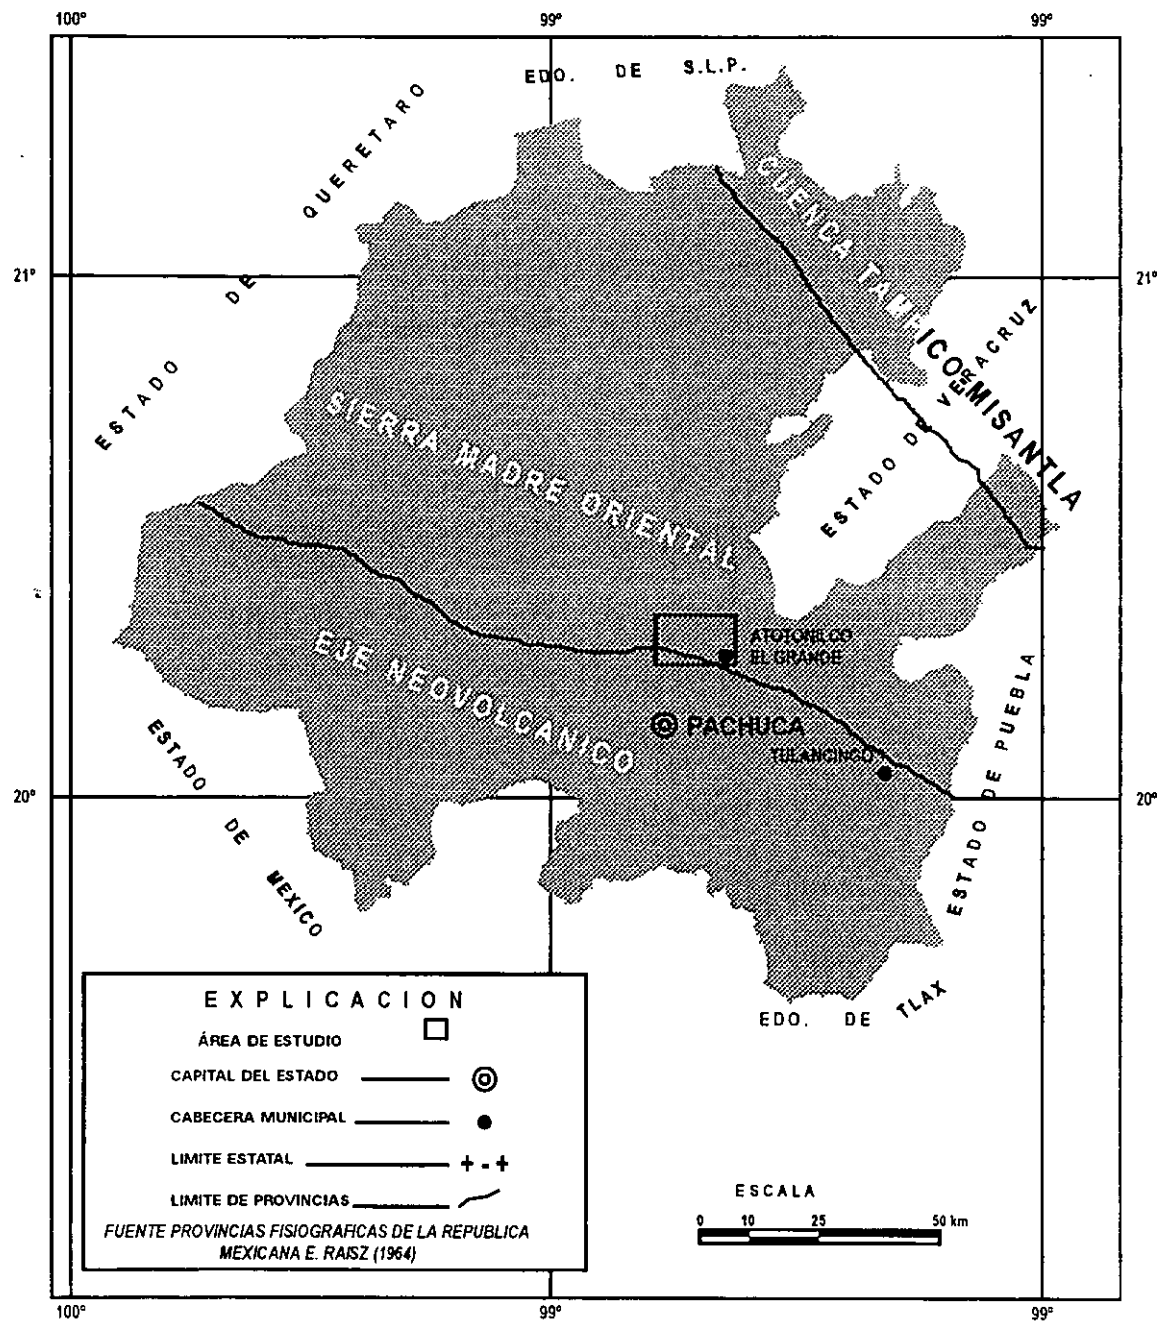 100° 99° 99°
EDO. DE S.L.P.
ESTADO DE QUERETARO
CUENCA TAMPICO-MISANTLA
21° 21°
ESTADO DE VERACRUZ
SIERRA MADRE ORIENTAL
ATOTONILCO
EL GRANDE
EJE NEOVOLCANICO
PACHUCA
TULANCINGO
ESTADO DE PUEBLA
20° 20°
ESTADO DE MEXICO
EDO. DE TLAX
EXPLICACION
ÁREA DE ESTUDIO
CAPITAL DEL ESTADO
CABECERA MUNICIPAL
LIMITE ESTATAL + - +
LIMITE DE PROVINCIAS
FUENTE PROVINCIAS FISIOGRAFICAS DE LA REPUBLICA
MEXICANA E. RAISZ (1964)
ESCALA
0 10 25 50 km
100° 99° 99°